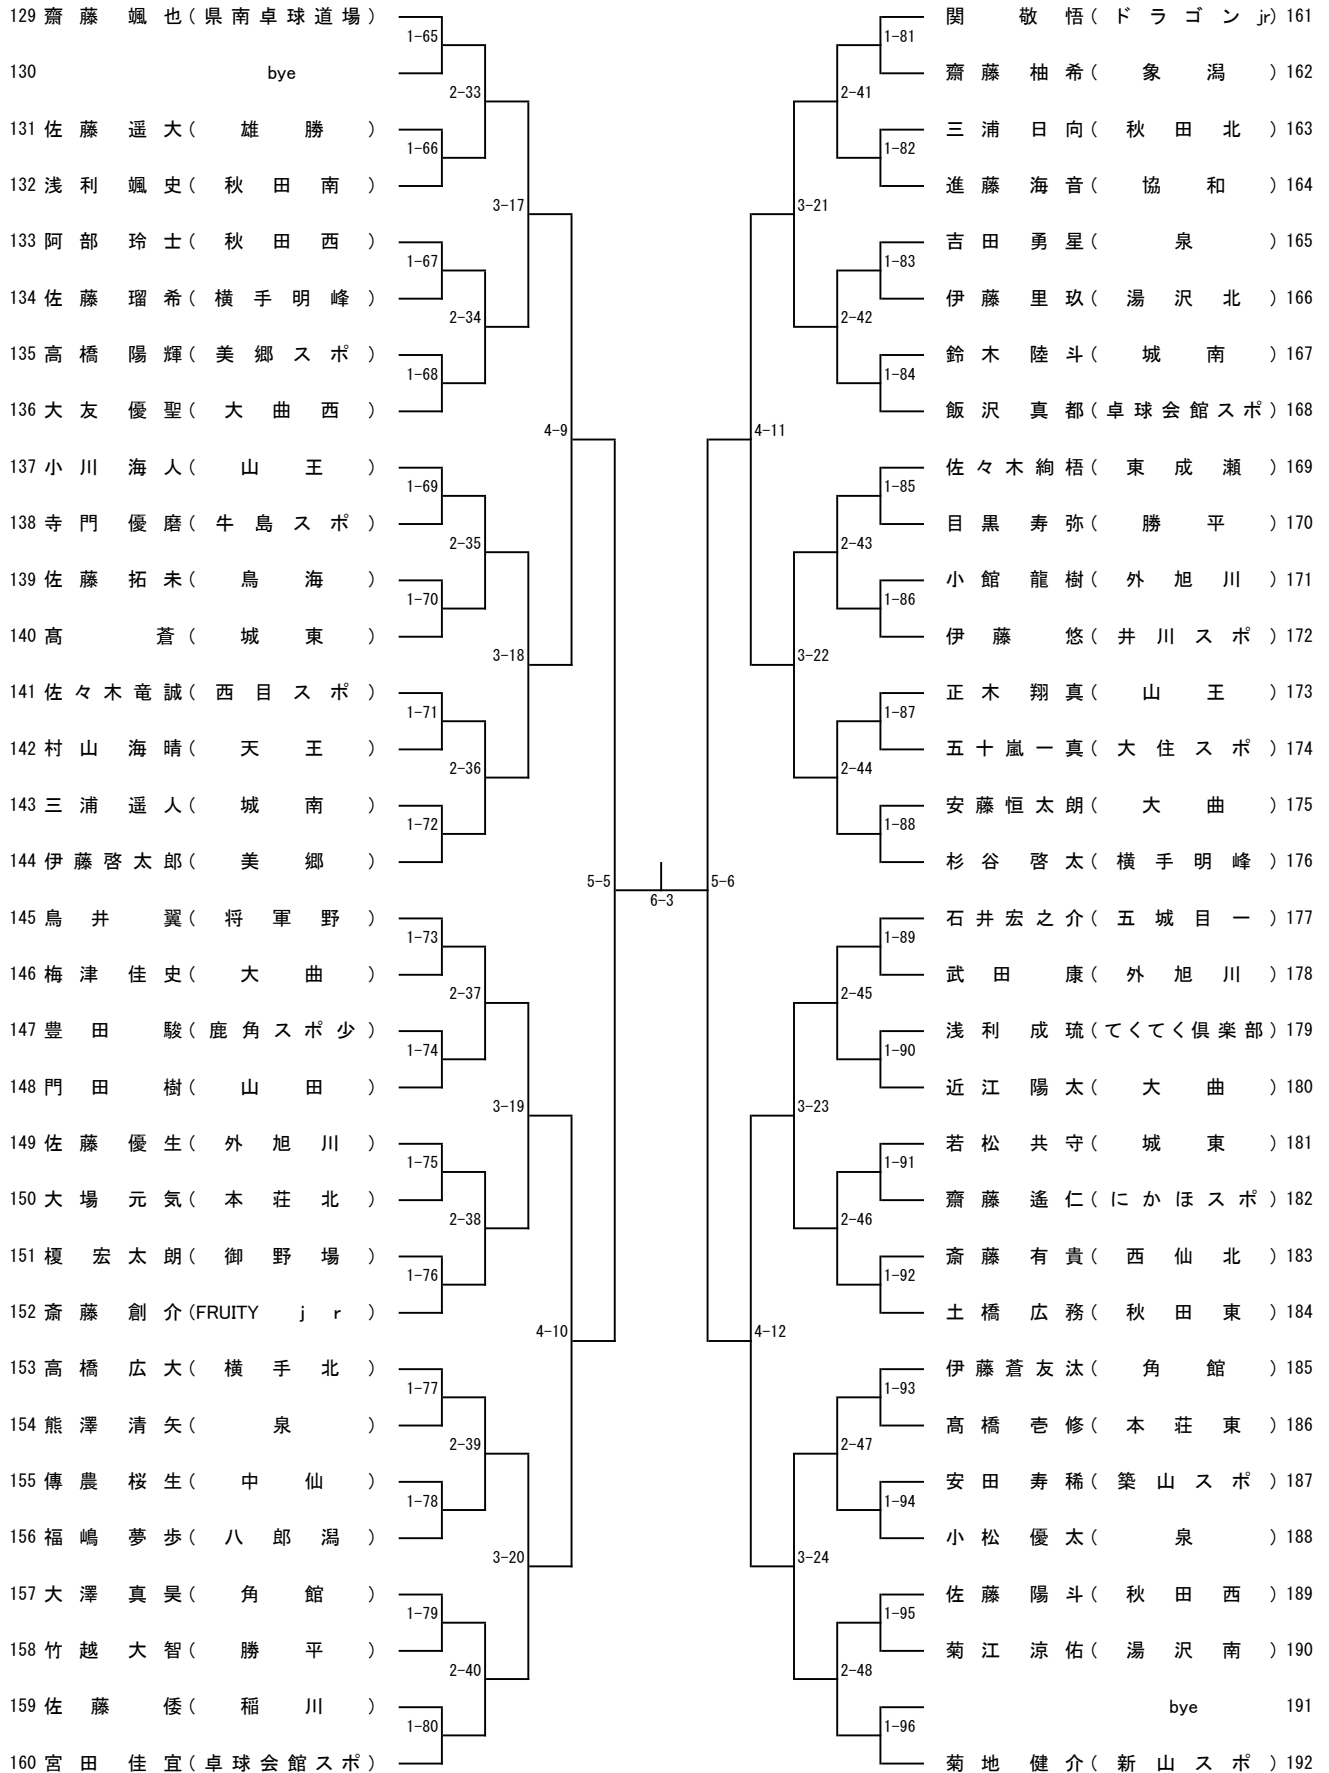 129 齋藤 颯也(県南卓球道場)
1-65
130 bye
2-33
131 佐藤 遥大(雄勝)
1-66
132 浅利 颯史(秋田南)
3-17
133 阿部 玲士(秋田西)
1-67
134 佐藤 瑠希(横手明峰)
2-34
135 高橋 陽輝(美郷スポ)
1-68
136 大友 優聖(大曲西)
4-9
137 小川 海人(山王)
1-69
138 寺門 優磨(牛島スポ)
2-35
139 佐藤 拓未(鳥海)
1-70
140 髙 蒼(城東)
3-18
141 佐々木竜誠(西目スポ)
1-71
142 村山 海晴(天王)
2-36
143 三浦 遥人(城南)
1-72
144 伊藤啓太郎(美郷)
5-5
145 鳥井 翼(将軍野)
1-73
146 梅津 佳史(大曲)
2-37
147 豊田 駿(鹿角スポ少)
1-74
148 門田 樹(山田)
3-19
149 佐藤 優生(外旭川)
1-75
150 大場 元気(本荘北)
2-38
151 榎 宏太朗(御野場)
1-76
152 斎藤 創介(FRUITY jr)
4-10
153 高橋 広大(横手北)
1-77
154 熊澤 清矢(泉)
2-39
155 傳農 桜生(中仙)
1-78
156 福嶋 夢歩(八郎潟)
3-20
157 大澤 真昊(角館)
1-79
158 竹越 大智(勝平)
2-40
159 佐藤 倭(稲川)
1-80
160 宮田 佳宜(卓球会館スポ)
6-3
関 敬悟(ドラゴンjr) 161
1-81
齋藤 柚希(象潟) 162
2-41
三浦 日向(秋田北) 163
1-82
進藤 海音(協和) 164
3-21
吉田 勇星(泉) 165
1-83
伊藤 里玖(湯沢北) 166
2-42
鈴木 陸斗(城南) 167
1-84
飯沢 真都(卓球会館スポ) 168
4-11
佐々木絢梧(東成瀬) 169
1-85
目黒 寿弥(勝平) 170
2-43
小館 龍樹(外旭川) 171
1-86
伊藤 悠(井川スポ) 172
3-22
正木 翔真(山王) 173
1-87
五十嵐一真(大住スポ) 174
2-44
安藤恒太朗(大曲) 175
1-88
杉谷 啓太(横手明峰) 176
5-6
石井宏之介(五城目一) 177
1-89
武田 康(外旭川) 178
2-45
浅利 成琉(てくてく倶楽部) 179
1-90
近江 陽太(大曲) 180
3-23
若松 共守(城東) 181
1-91
齋藤 遙仁(にかほスポ) 182
2-46
斎藤 有貴(西仙北) 183
1-92
土橋 広務(秋田東) 184
4-12
伊藤蒼友汰(角館) 185
1-93
髙橋 壱修(本荘東) 186
2-47
安田 寿稀(築山スポ) 187
1-94
小松 優太(泉) 188
3-24
佐藤 陽斗(秋田西) 189
1-95
菊江 涼佑(湯沢南) 190
2-48
bye 191
1-96
菊地 健介(新山スポ) 192